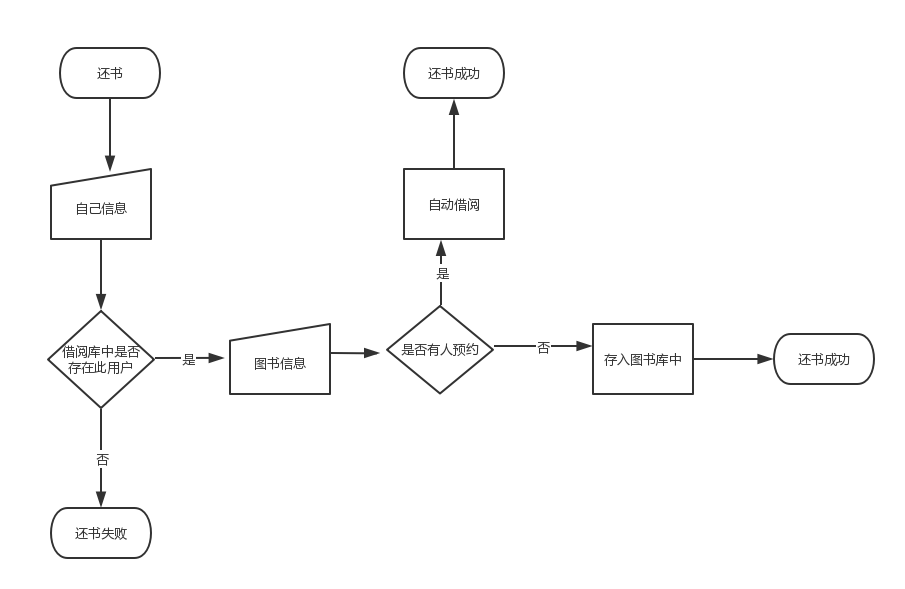 还书
还书成功
自己信息
自动借阅
是
借阅库中是否
存在此用户
是
图书信息
是否有人预约
否
存入图书库中
还书成功
否
还书失败